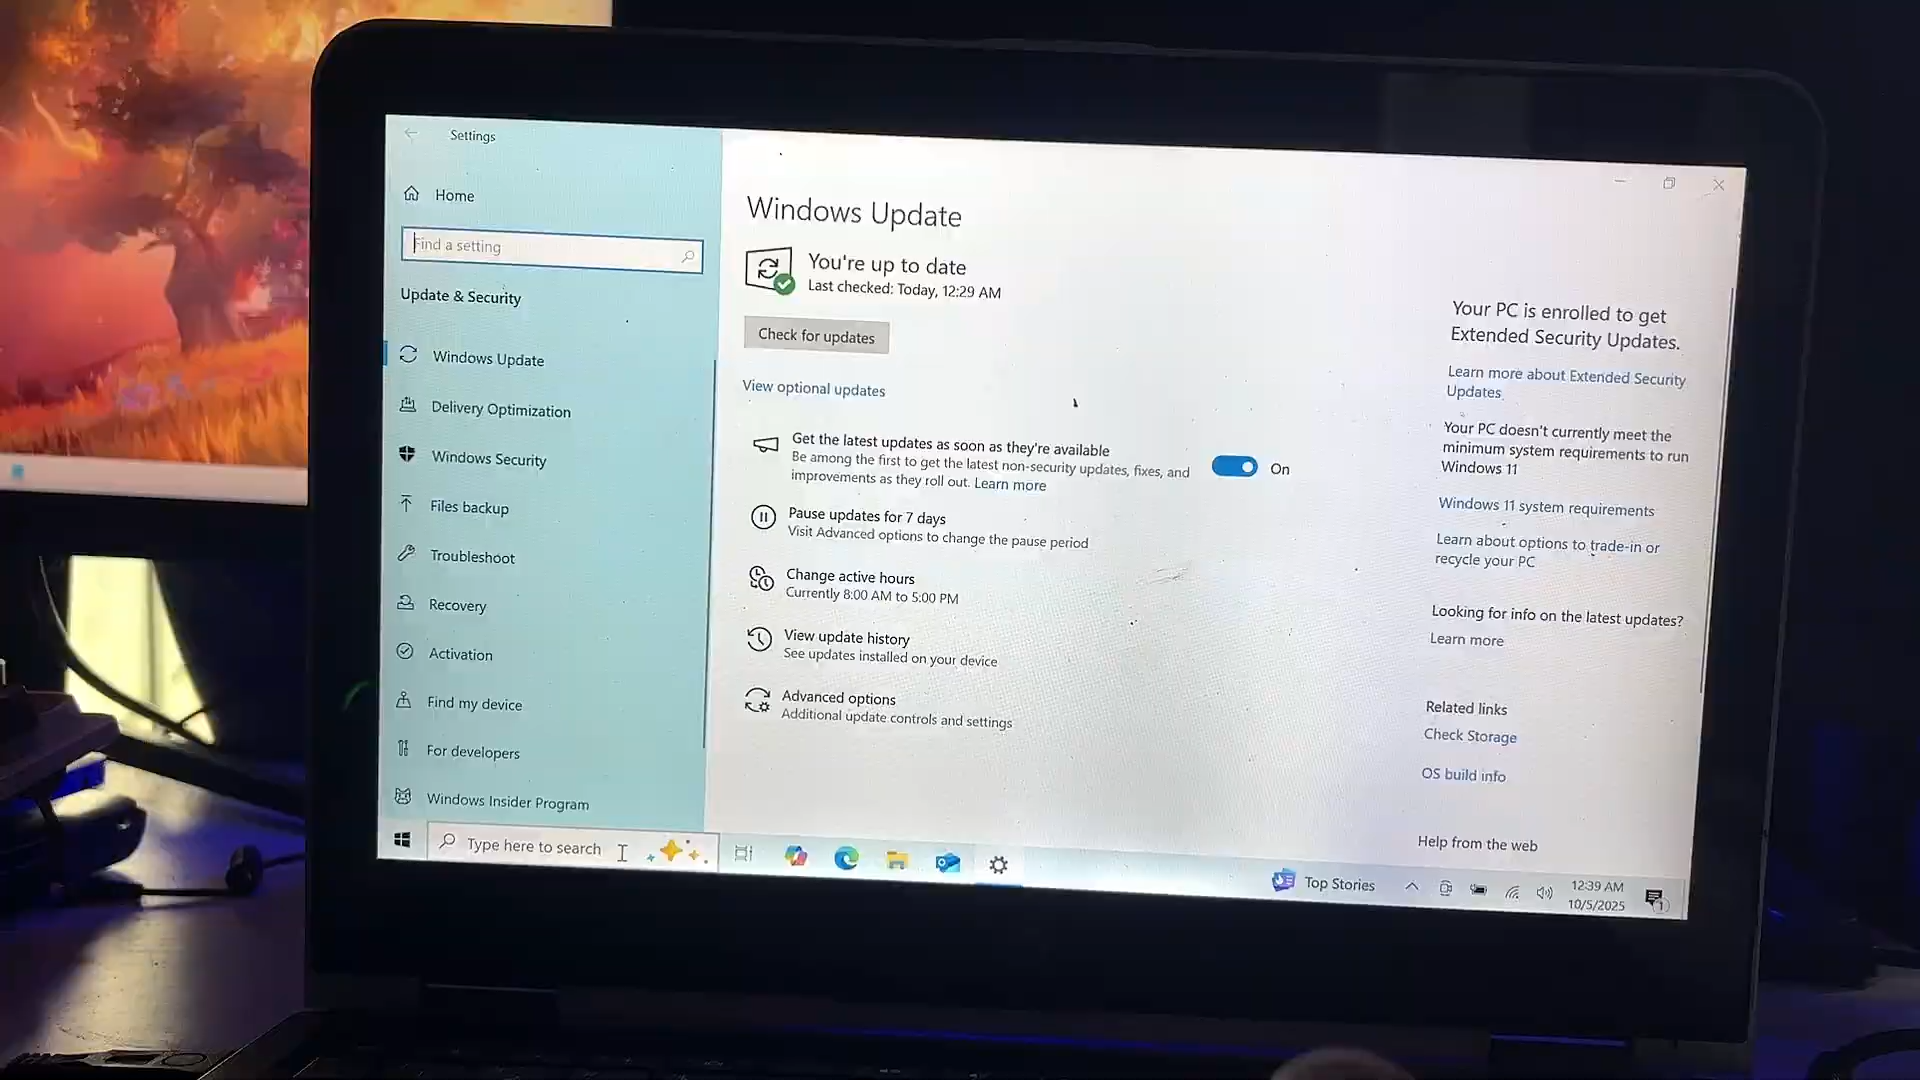 Settings
Home
Find a setting
Update & Security
Windows Update
Delivery Optimization
Windows Security
Files backup
Troubleshoot
Recovery
Activation
Find my device
For developers
Windows Insider Program
Windows Update
You're up to date
Last checked: Today, 12:29 AM
Check for updates
View optional updates
Get the latest updates as soon as they're available
Be among the first to get the latest non-security updates, fixes, and
improvements as they roll out. Learn more
On
Pause updates for 7 days
Visit Advanced options to change the pause period
Change active hours
Currently 8:00 AM to 5:00 PM
View update history
See updates installed on your device
Advanced options
Additional update controls and settings
Your PC is enrolled to get
Extended Security Updates.
Learn more about Extended Security
Updates
Your PC doesn't currently meet the
minimum system requirements to run
Windows 11
Windows 11 system requirements
Learn about options to trade-in or
recycle your PC
Looking for info on the latest updates?
Learn more
Related links
Check Storage
OS build info
Help from the web
Type here to search
Top Stories
12:39 AM
10/5/2025
1